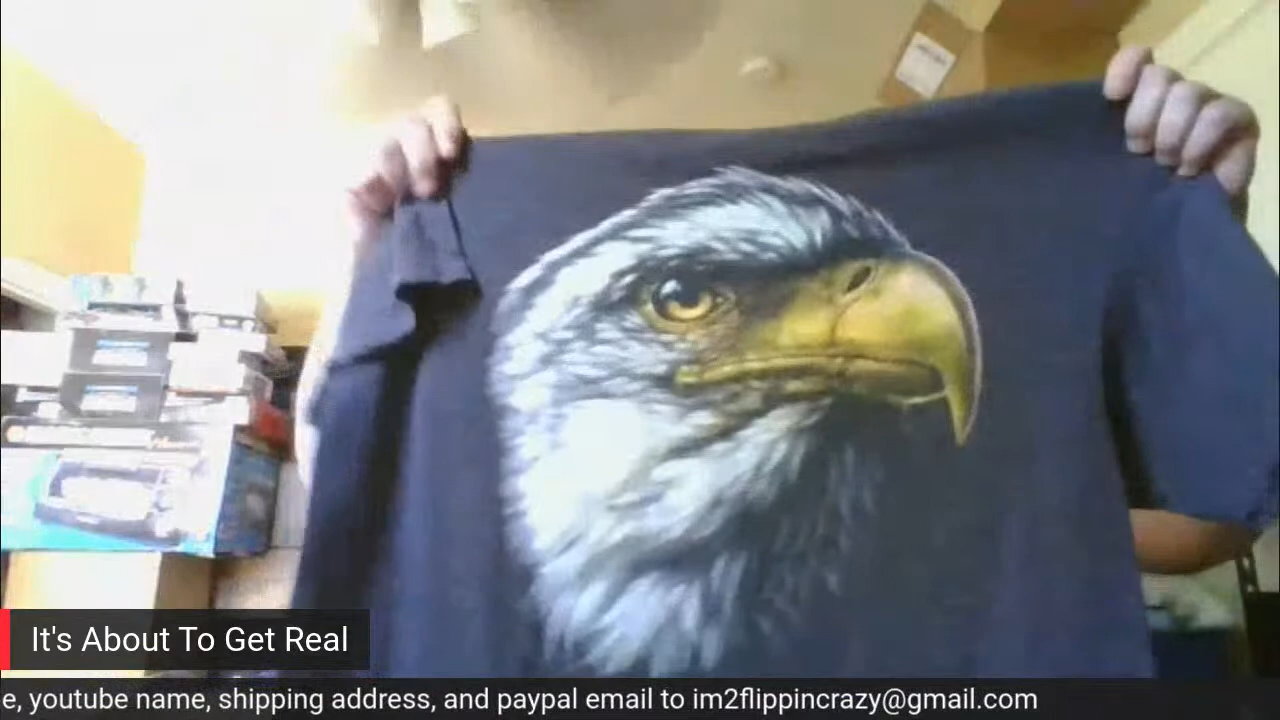 It's About To Get Real
e, youtube name, shipping address, and paypal email to im2flippincrazy@gmail.com